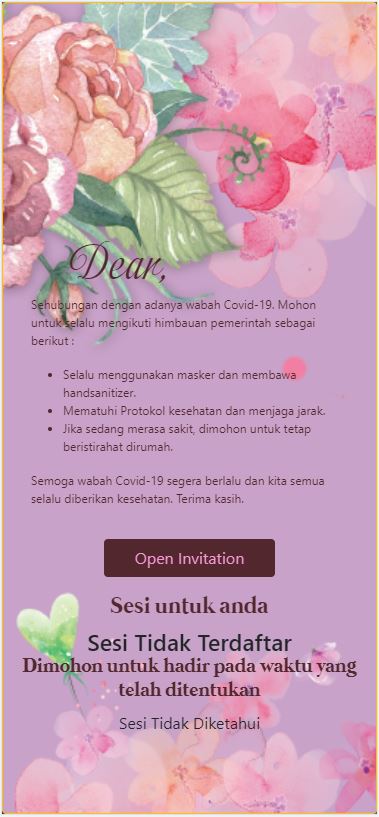 Dear,
Sehubungan dengan adanya wabah Covid-19. Mohon
untuk selalu mengikuti himbauan pemerintah sebagai
berikut :
• Selalu menggunakan masker dan membawa
handsanitizer.
• Mematuhi Protokol kesehatan dan menjaga jarak.
• Jika sedang merasa sakit, dimohon untuk tetap
beristirahat dirumah.
Semoga wabah Covid-19 segera berlalu dan kita semua
selalu diberikan kesehatan. Terima kasih.
Open Invitation
Sesi untuk anda
Sesi Tidak Terdaftar
Dimohon untuk hadir pada waktu yang
telah ditentukan
Sesi Tidak Diketahui